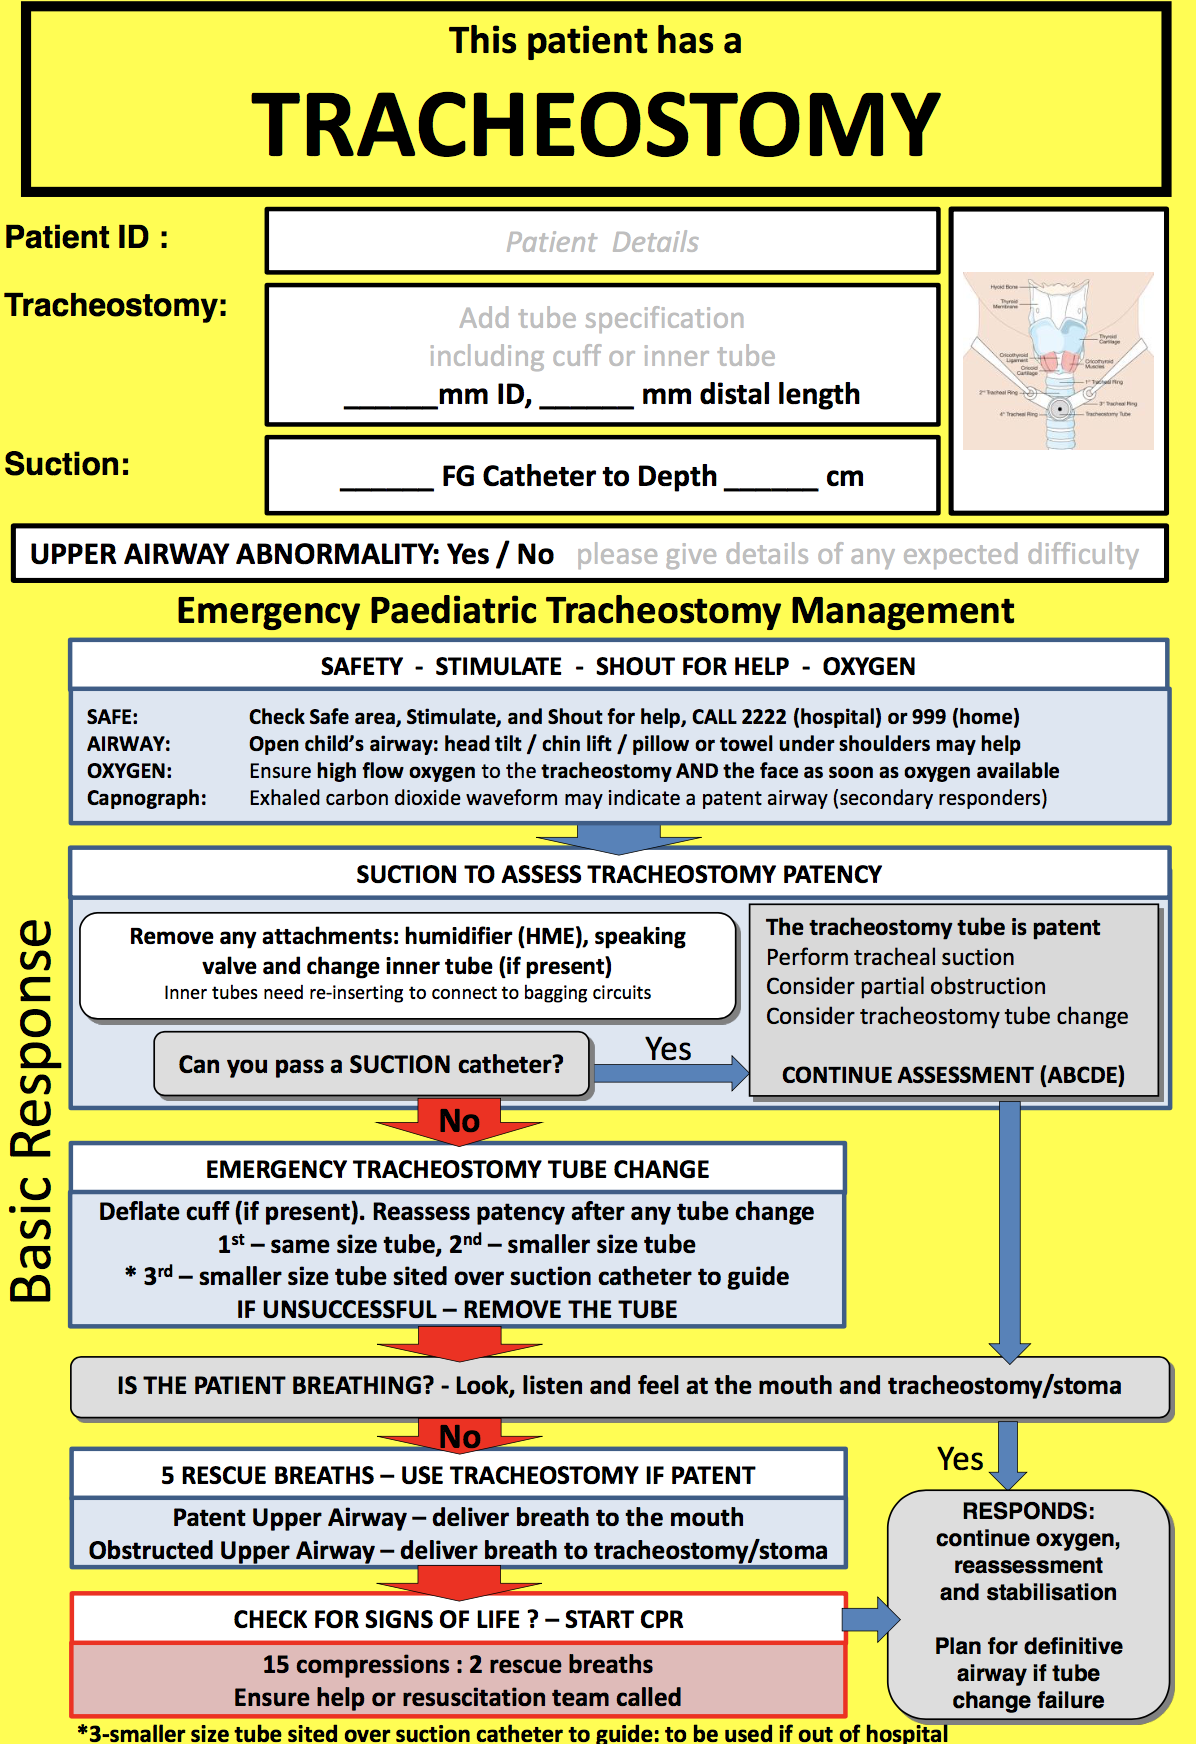 This patient has a
TRACHEOSTOMY
Patient ID :
Patient Details
Tracheostomy:
Add tube specification
including cuff or inner tube
______mm ID, ______ mm distal length
Suction:
______ FG Catheter to Depth ______ cm
Hyoid Bone
Thyroid
Membrane
Thyroid
Cartilage
Cricothyroid
Ligament
Cricoid
Cartilage
Cricothyroid
Muscles
1st Tracheal Ring
2nd Tracheal Ring
3rd Tracheal Ring
4th Tracheal Ring
Tracheostomy Tube
UPPER AIRWAY ABNORMALITY: Yes / No please give details of any expected difficulty
Emergency Paediatric Tracheostomy Management
SAFETY - STIMULATE - SHOUT FOR HELP - OXYGEN
SAFE: Check Safe area, Stimulate, and Shout for help, CALL 2222 (hospital) or 999 (home)
AIRWAY: Open child's airway: head tilt / chin lift / pillow or towel under shoulders may help
OXYGEN: Ensure high flow oxygen to the tracheostomy AND the face as soon as oxygen available
Capnograph: Exhaled carbon dioxide waveform may indicate a patent airway (secondary responders)
Basic Response
SUCTION TO ASSESS TRACHEOSTOMY PATENCY
Remove any attachments: humidifier (HME), speaking
valve and change inner tube (if present)
Inner tubes need re-inserting to connect to bagging circuits
Can you pass a SUCTION catheter?
Yes
The tracheostomy tube is patent
Perform tracheal suction
Consider partial obstruction
Consider tracheostomy tube change
CONTINUE ASSESSMENT (ABCDE)
No
EMERGENCY TRACHEOSTOMY TUBE CHANGE
Deflate cuff (if present). Reassess patency after any tube change
1st – same size tube, 2nd – smaller size tube
* 3rd – smaller size tube sited over suction catheter to guide
IF UNSUCCESSFUL – REMOVE THE TUBE
IS THE PATIENT BREATHING? - Look, listen and feel at the mouth and tracheostomy/stoma
No
Yes
5 RESCUE BREATHS – USE TRACHEOSTOMY IF PATENT
Patent Upper Airway – deliver breath to the mouth
Obstructed Upper Airway – deliver breath to tracheostomy/stoma
CHECK FOR SIGNS OF LIFE ? – START CPR
15 compressions : 2 rescue breaths
Ensure help or resuscitation team called
RESPONDS:
continue oxygen,
reassessment
and stabilisation
Plan for definitive
airway if tube
change failure
*3-smaller size tube sited over suction catheter to guide: to be used if out of hospital